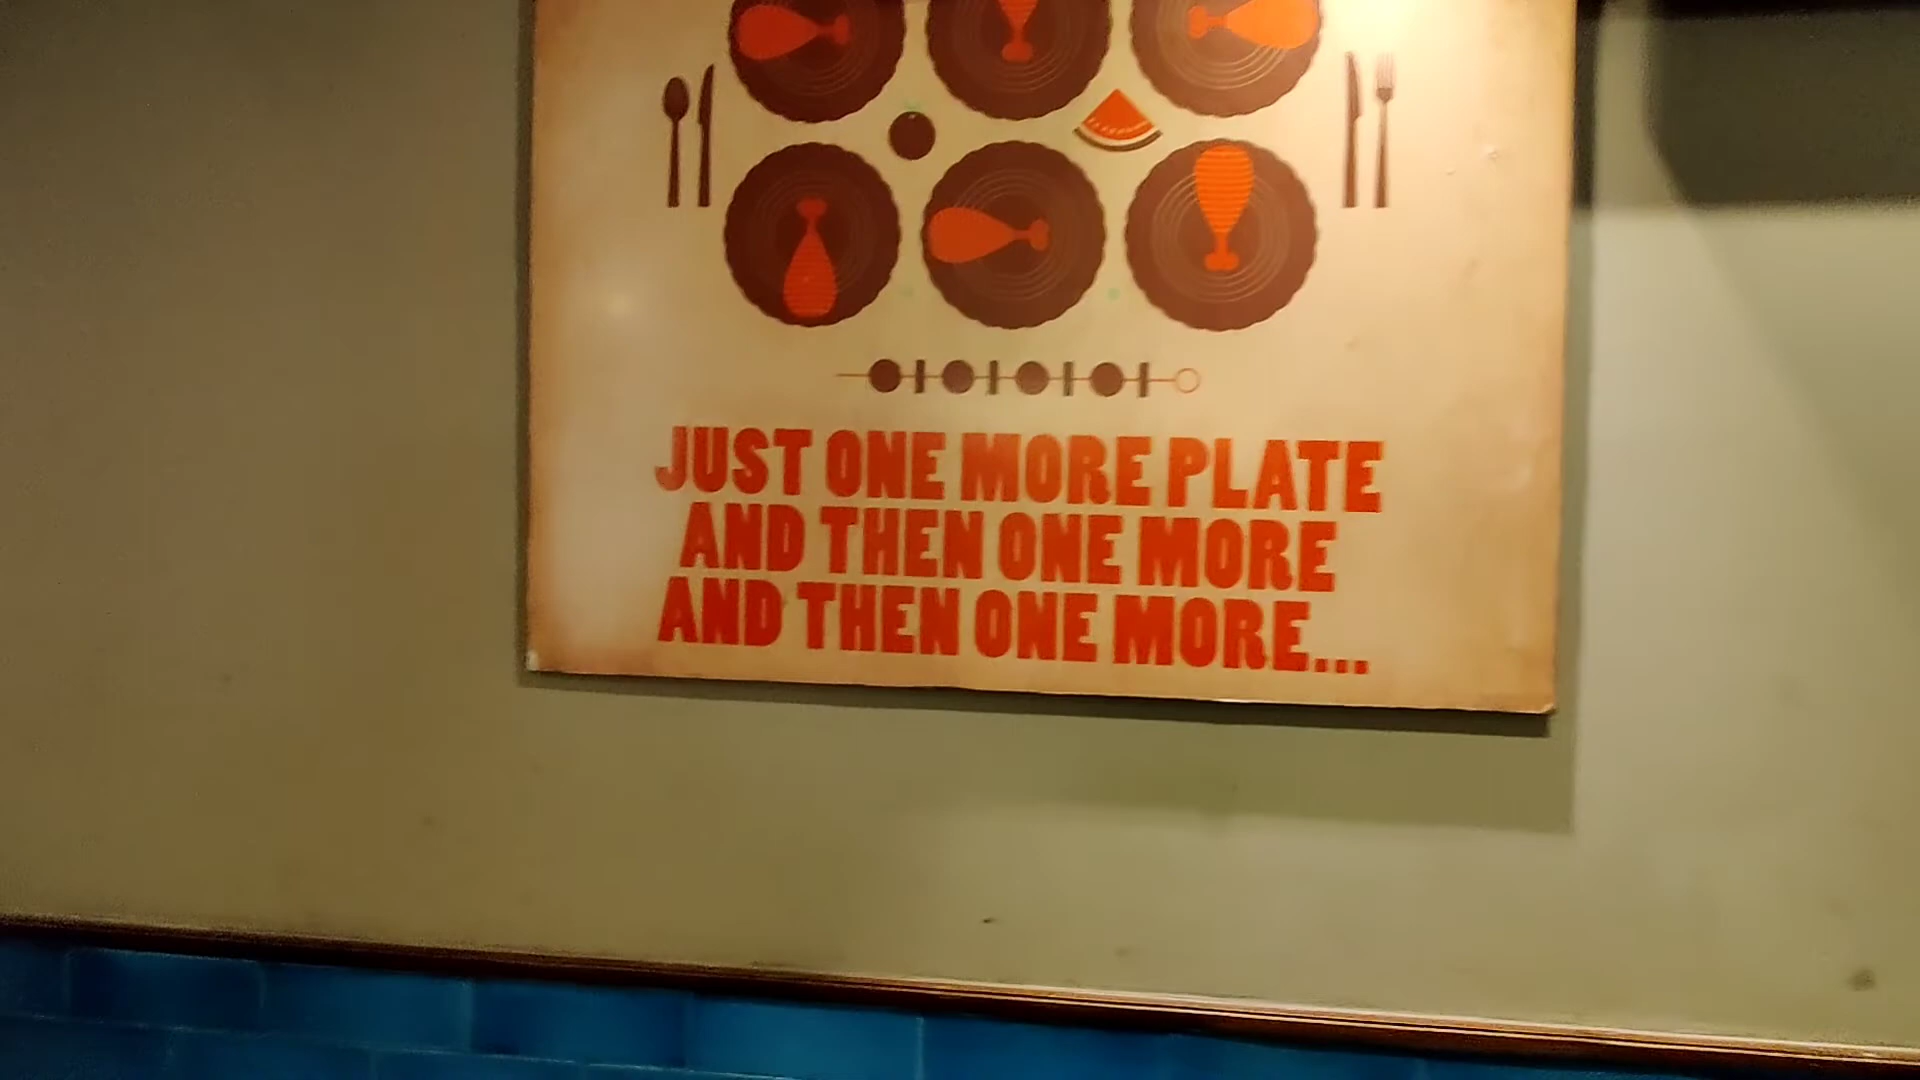 JUST ONE MORE PLATE
AND THEN ONE MORE
AND THEN ONE MORE...